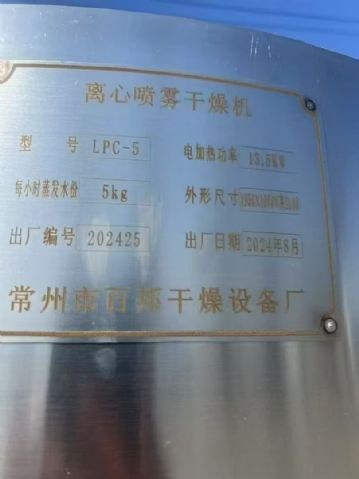 离心喷雾干燥机
型 号 LPC-5 电加热功率 13.5KW
每小时蒸发水份 5kg 外形尺寸
出厂编号 202425 出厂日期 2024年8月
常州市百邦干燥设备厂